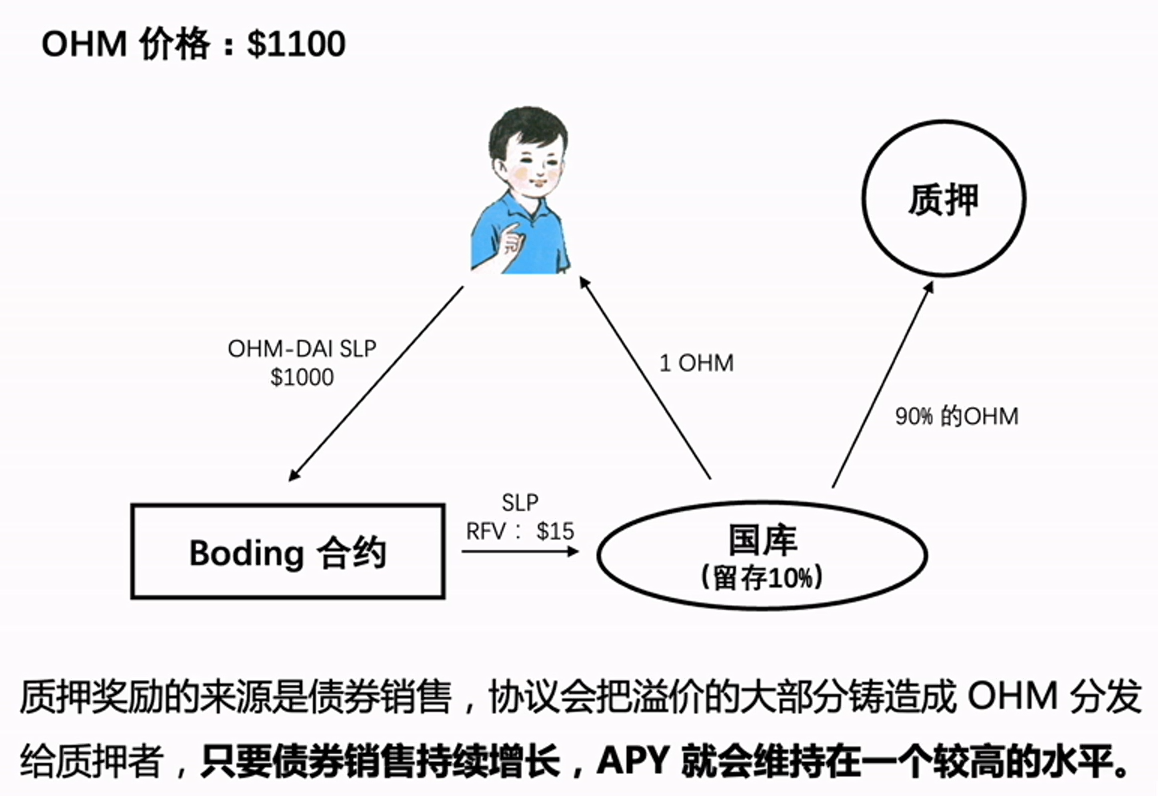 OHM 价格：$1100
质押
OHM-DAI SLP
$1000
1 OHM
90% 的OHM
SLP
RFV： $15
Boding 合约
国库
(留存10%)
质押奖励的来源是债券销售，协议会把溢价的大部分铸造成 OHM 分发
给质押者，只要债券销售持续增长，APY 就会维持在一个较高的水平。